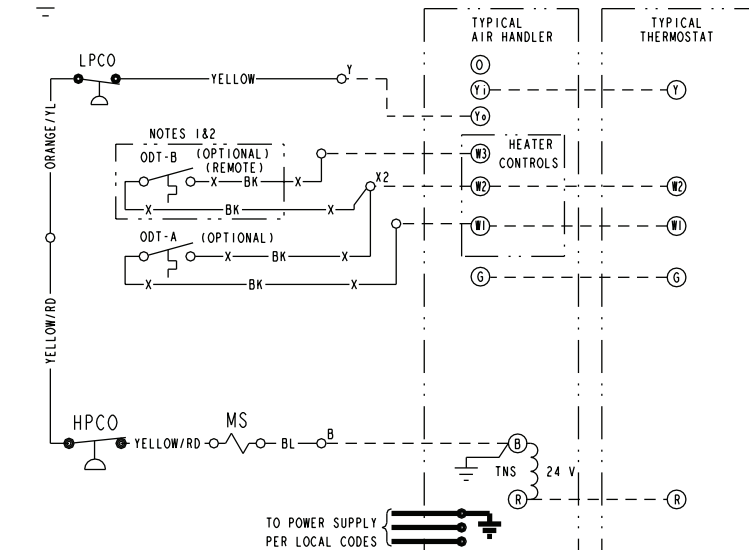 TYPICAL
AIR HANDLER
TYPICAL
THERMOSTAT
LPCO
YELLOW
Y
O
Yi
Y
Yo
ORANGE/YL
NOTES 1&2
ODT-B
(OPTIONAL)
(REMOTE)
X
BK
X
W3
HEATER
CONTROLS
X2
W2
W2
X
BK
X
ODT-A
(OPTIONAL)
W1
W1
X
BK
X
X
BK
X
G
G
YELLOW/RD
HPCO
YELLOW/RD
MS
BL
B
B
TNS
24 V
R
R
TO POWER SUPPLY
PER LOCAL CODES